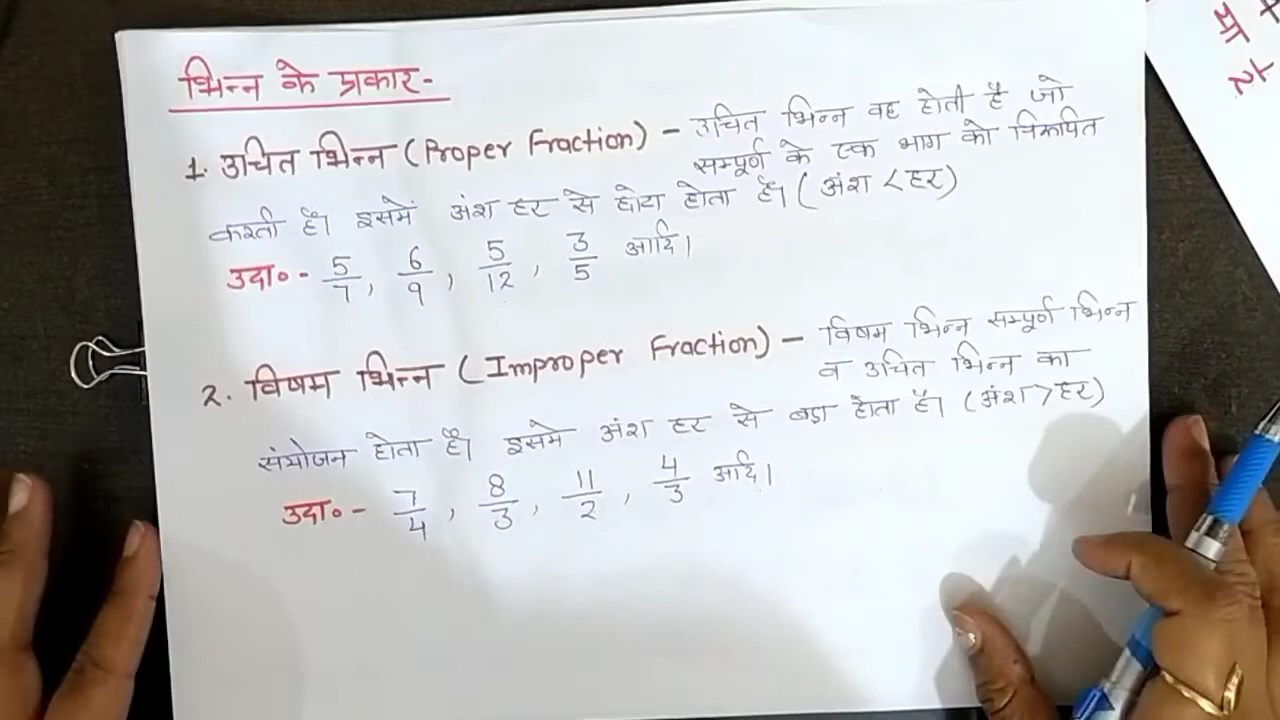 भिन्न के प्रकार-
1. उचित भिन्न (Proper Fraction) - उचित भिन्न वह होती है जो
सम्पूर्ण के एक भाग को निरूपित
करती है। इसमें अंश हर से छोटा होता है। (अंश < हर)
उदा० - 5/7, 6/9, 5/12, 3/5 आदि।
2. विषम भिन्न (Improper Fraction) - विषम भिन्न सम्पूर्ण भिन्न
व उचित भिन्न का
संयोजन होता है। इसमे अंश हर से बड़ा होता है। (अंश > हर)
उदा० - 7/4, 8/3, 11/2, 4/3 आदि।
या